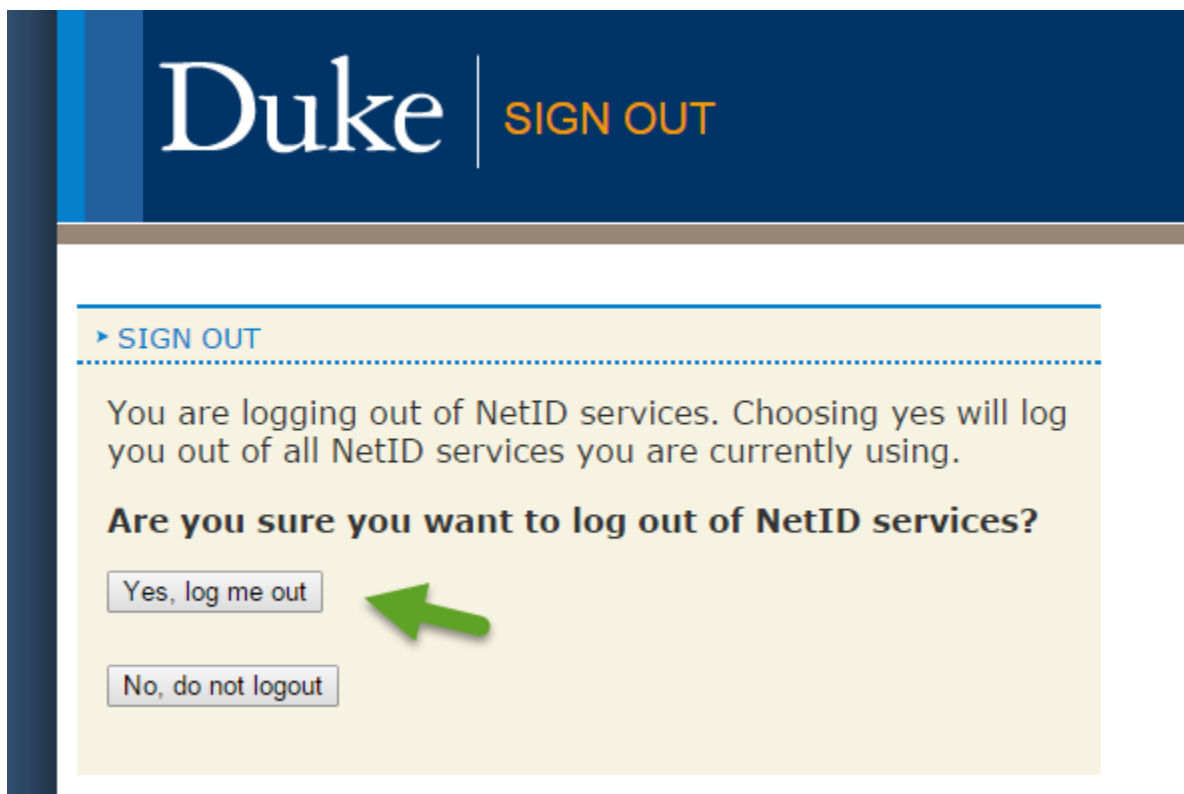 Duke SIGN OUT
SIGN OUT
You are logging out of NetID services. Choosing yes will log
you out of all NetID services you are currently using.
Are you sure you want to log out of NetID services?
Yes, log me out
No, do not logout